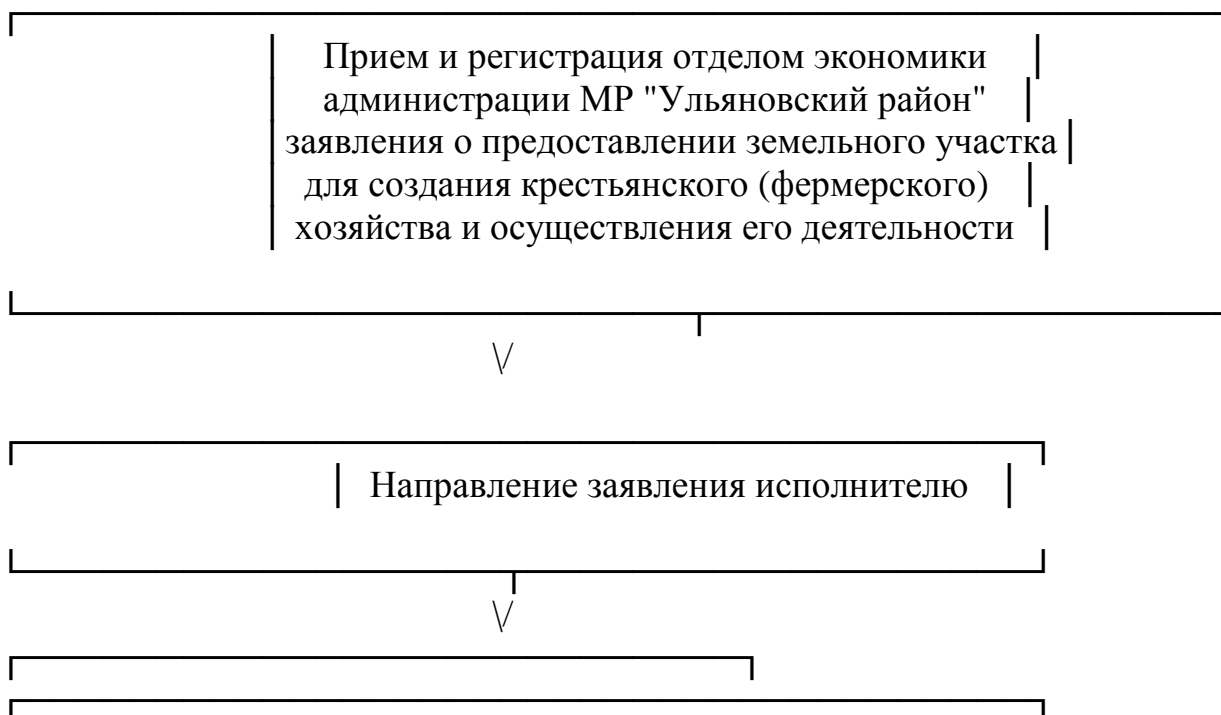 Прием и регистрация отделом экономики
администрации МР "Ульяновский район"
заявления о предоставлении земельного участка
для создания крестьянского (фермерского)
хозяйства и осуществления его деятельности
\/
Направление заявления исполнителю
\/